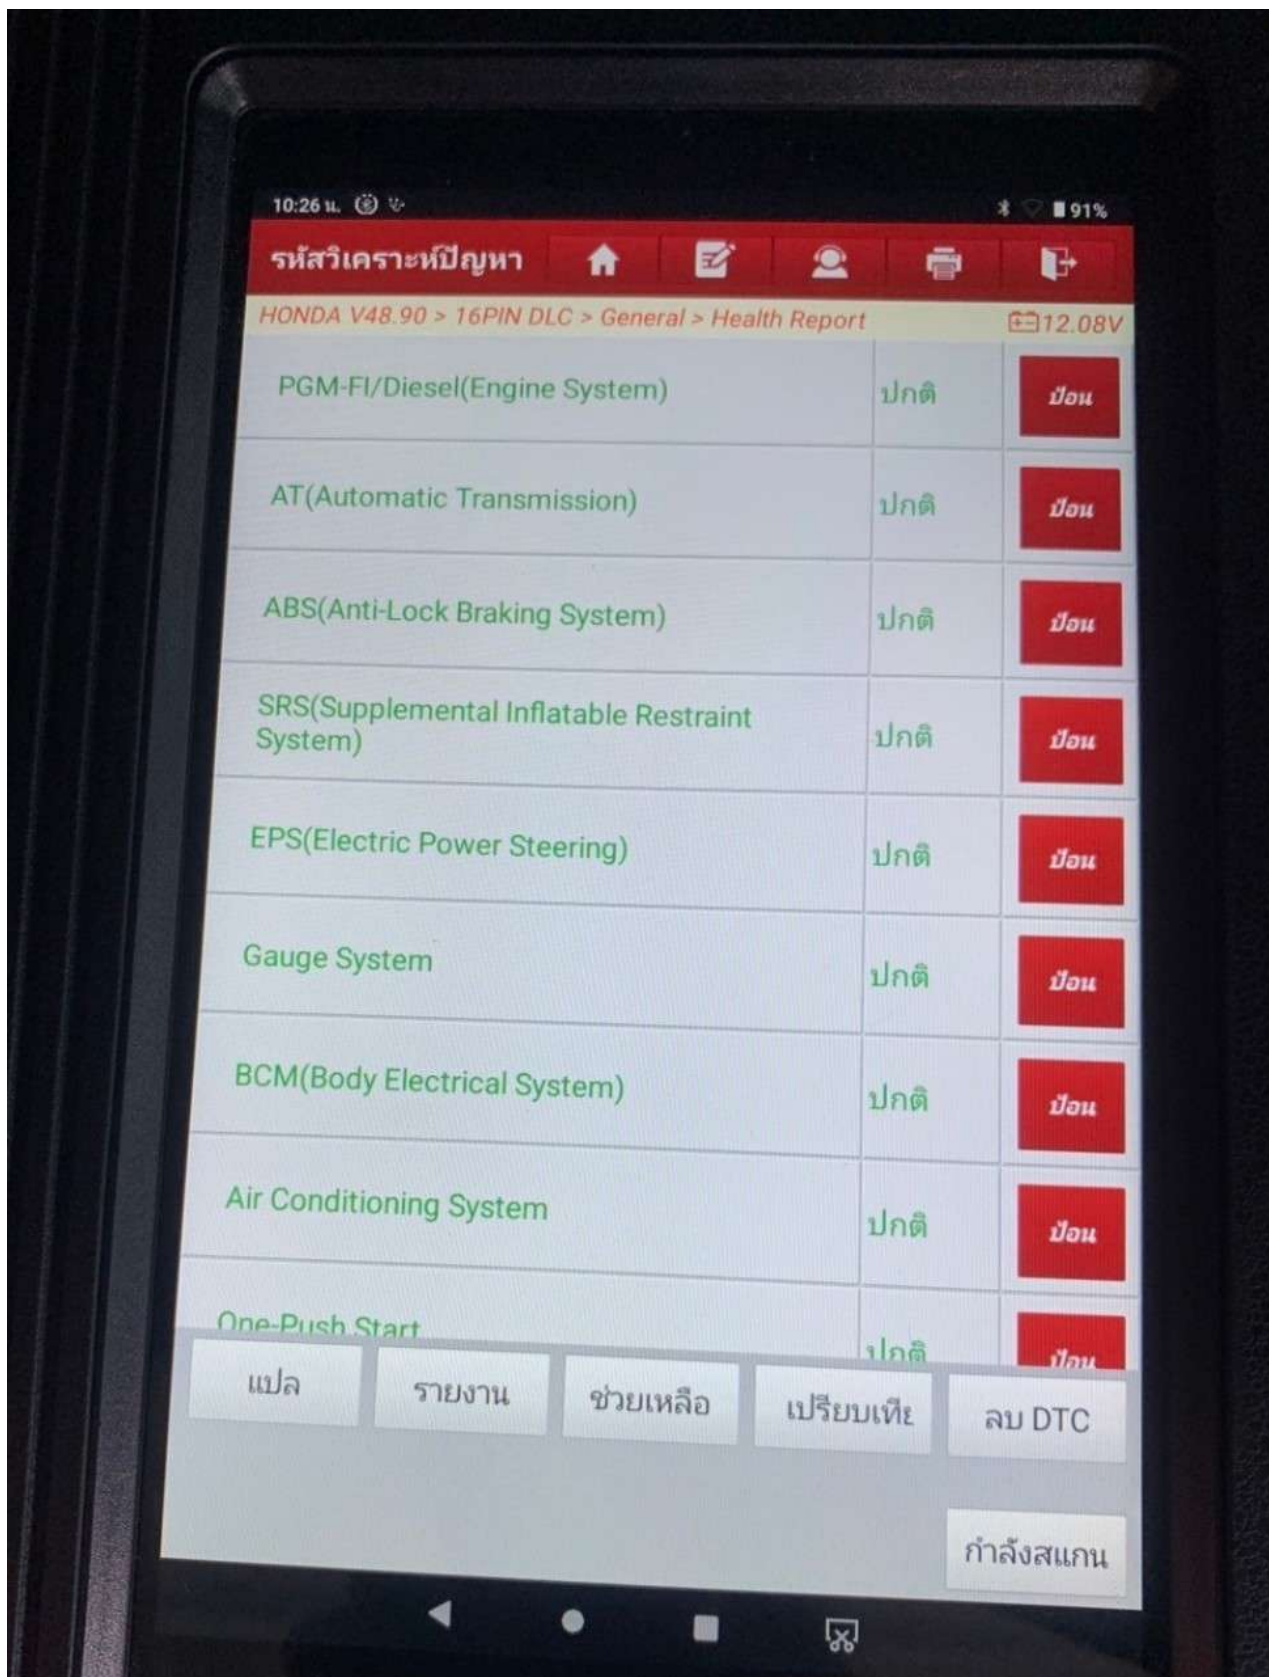 10:26 น. 91%
รหัสวิเคราะห์ปัญหา
HONDA V48.90 > 16PIN DLC > General > Health Report 12.08V
PGM-FI/Diesel(Engine System) ปกติ ป้อน
AT(Automatic Transmission) ปกติ ป้อน
ABS(Anti-Lock Braking System) ปกติ ป้อน
SRS(Supplemental Inflatable Restraint
System) ปกติ ป้อน
EPS(Electric Power Steering) ปกติ ป้อน
Gauge System ปกติ ป้อน
BCM(Body Electrical System) ปกติ ป้อน
Air Conditioning System ปกติ ป้อน
One-Push Start ปกติ ป้อน
แปล รายงาน ช่วยเหลือ เปรียบเทีย ลบ DTC
กำลังสแกน